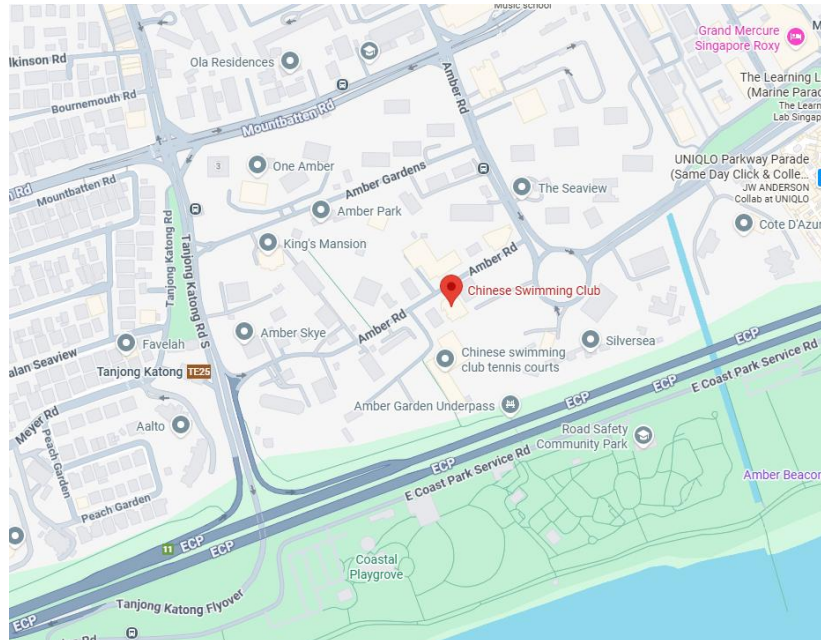 Music school
Grand Mercure
Singapore Roxy
Ola Residences
Bournemouth Rd
Mountbatten Rd
Amber Rd
The Learning L
(Marine Parad
The Learn
Lab Singap
UNIQLO Parkway Parade
(Same Day Click & Colle...
JW ANDERSON
Collab at UNIQLO
3
One Amber
Amber Gardens
The Seaview
Mountbatten Rd
Amber Park
Cote D'Azur
Tanjong Katong Rd
Tanjong Katong Rd S
King's Mansion
Amber Rd
Chinese Swimming Club
Amber Rd
Amber Skye
Favelah
alan Seaview
Silversea
Chinese swimming
club tennis courts
Tanjong Katong
TE25
ECP
E Coast Park Service Rd
Meyer Rd
Amber Garden Underpass
ECP
Aalto
Road Safety
Community Park
Peach Garden
ECP
ECP
E Coast Park Service Rd
Amber Beacon
Peach Garden
11
ECP
ECP
Coastal
Playgrove
Tanjong Katong Flyover